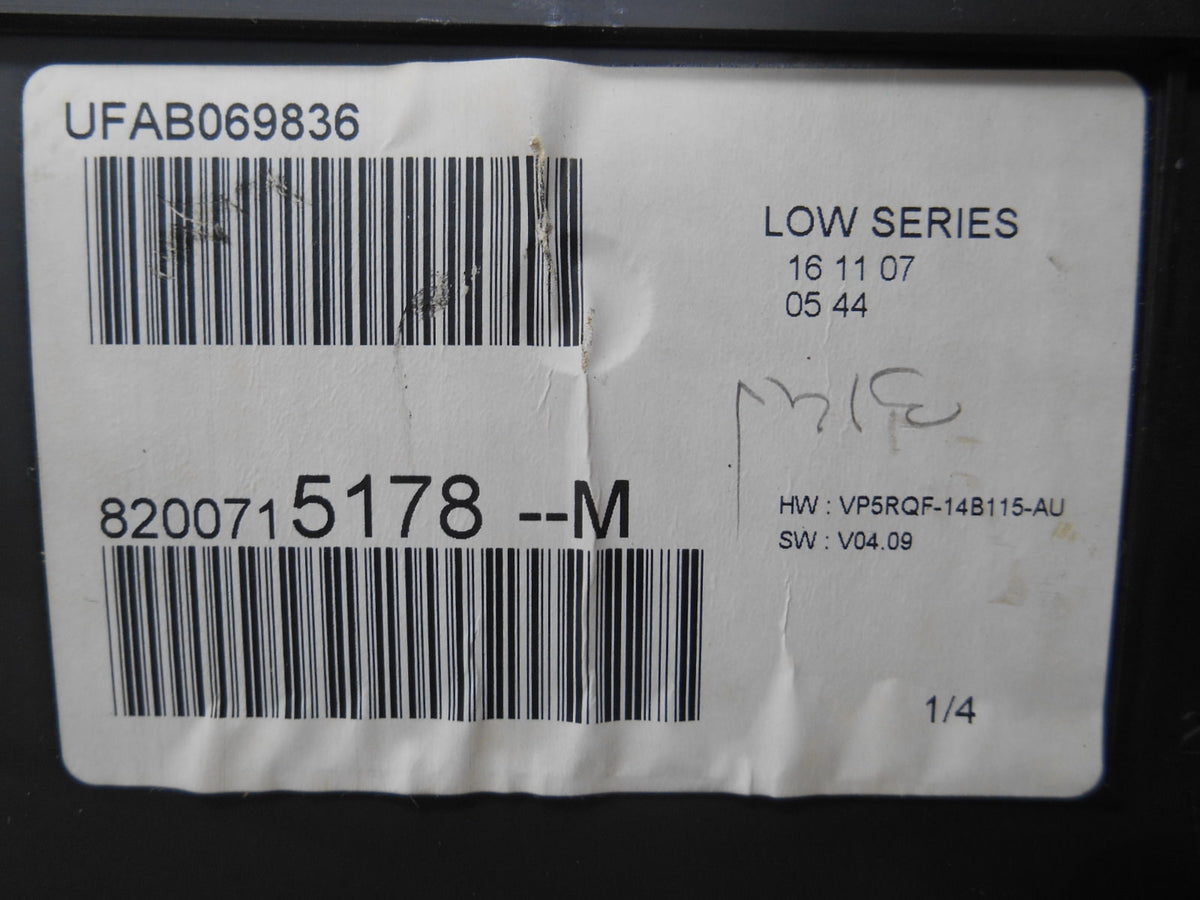 UFAB069836
LOW SERIES
16 11 07
05 44
8200715178 --M
HW : VP5RQF-14B115-AU
SW : V04.09
1/4